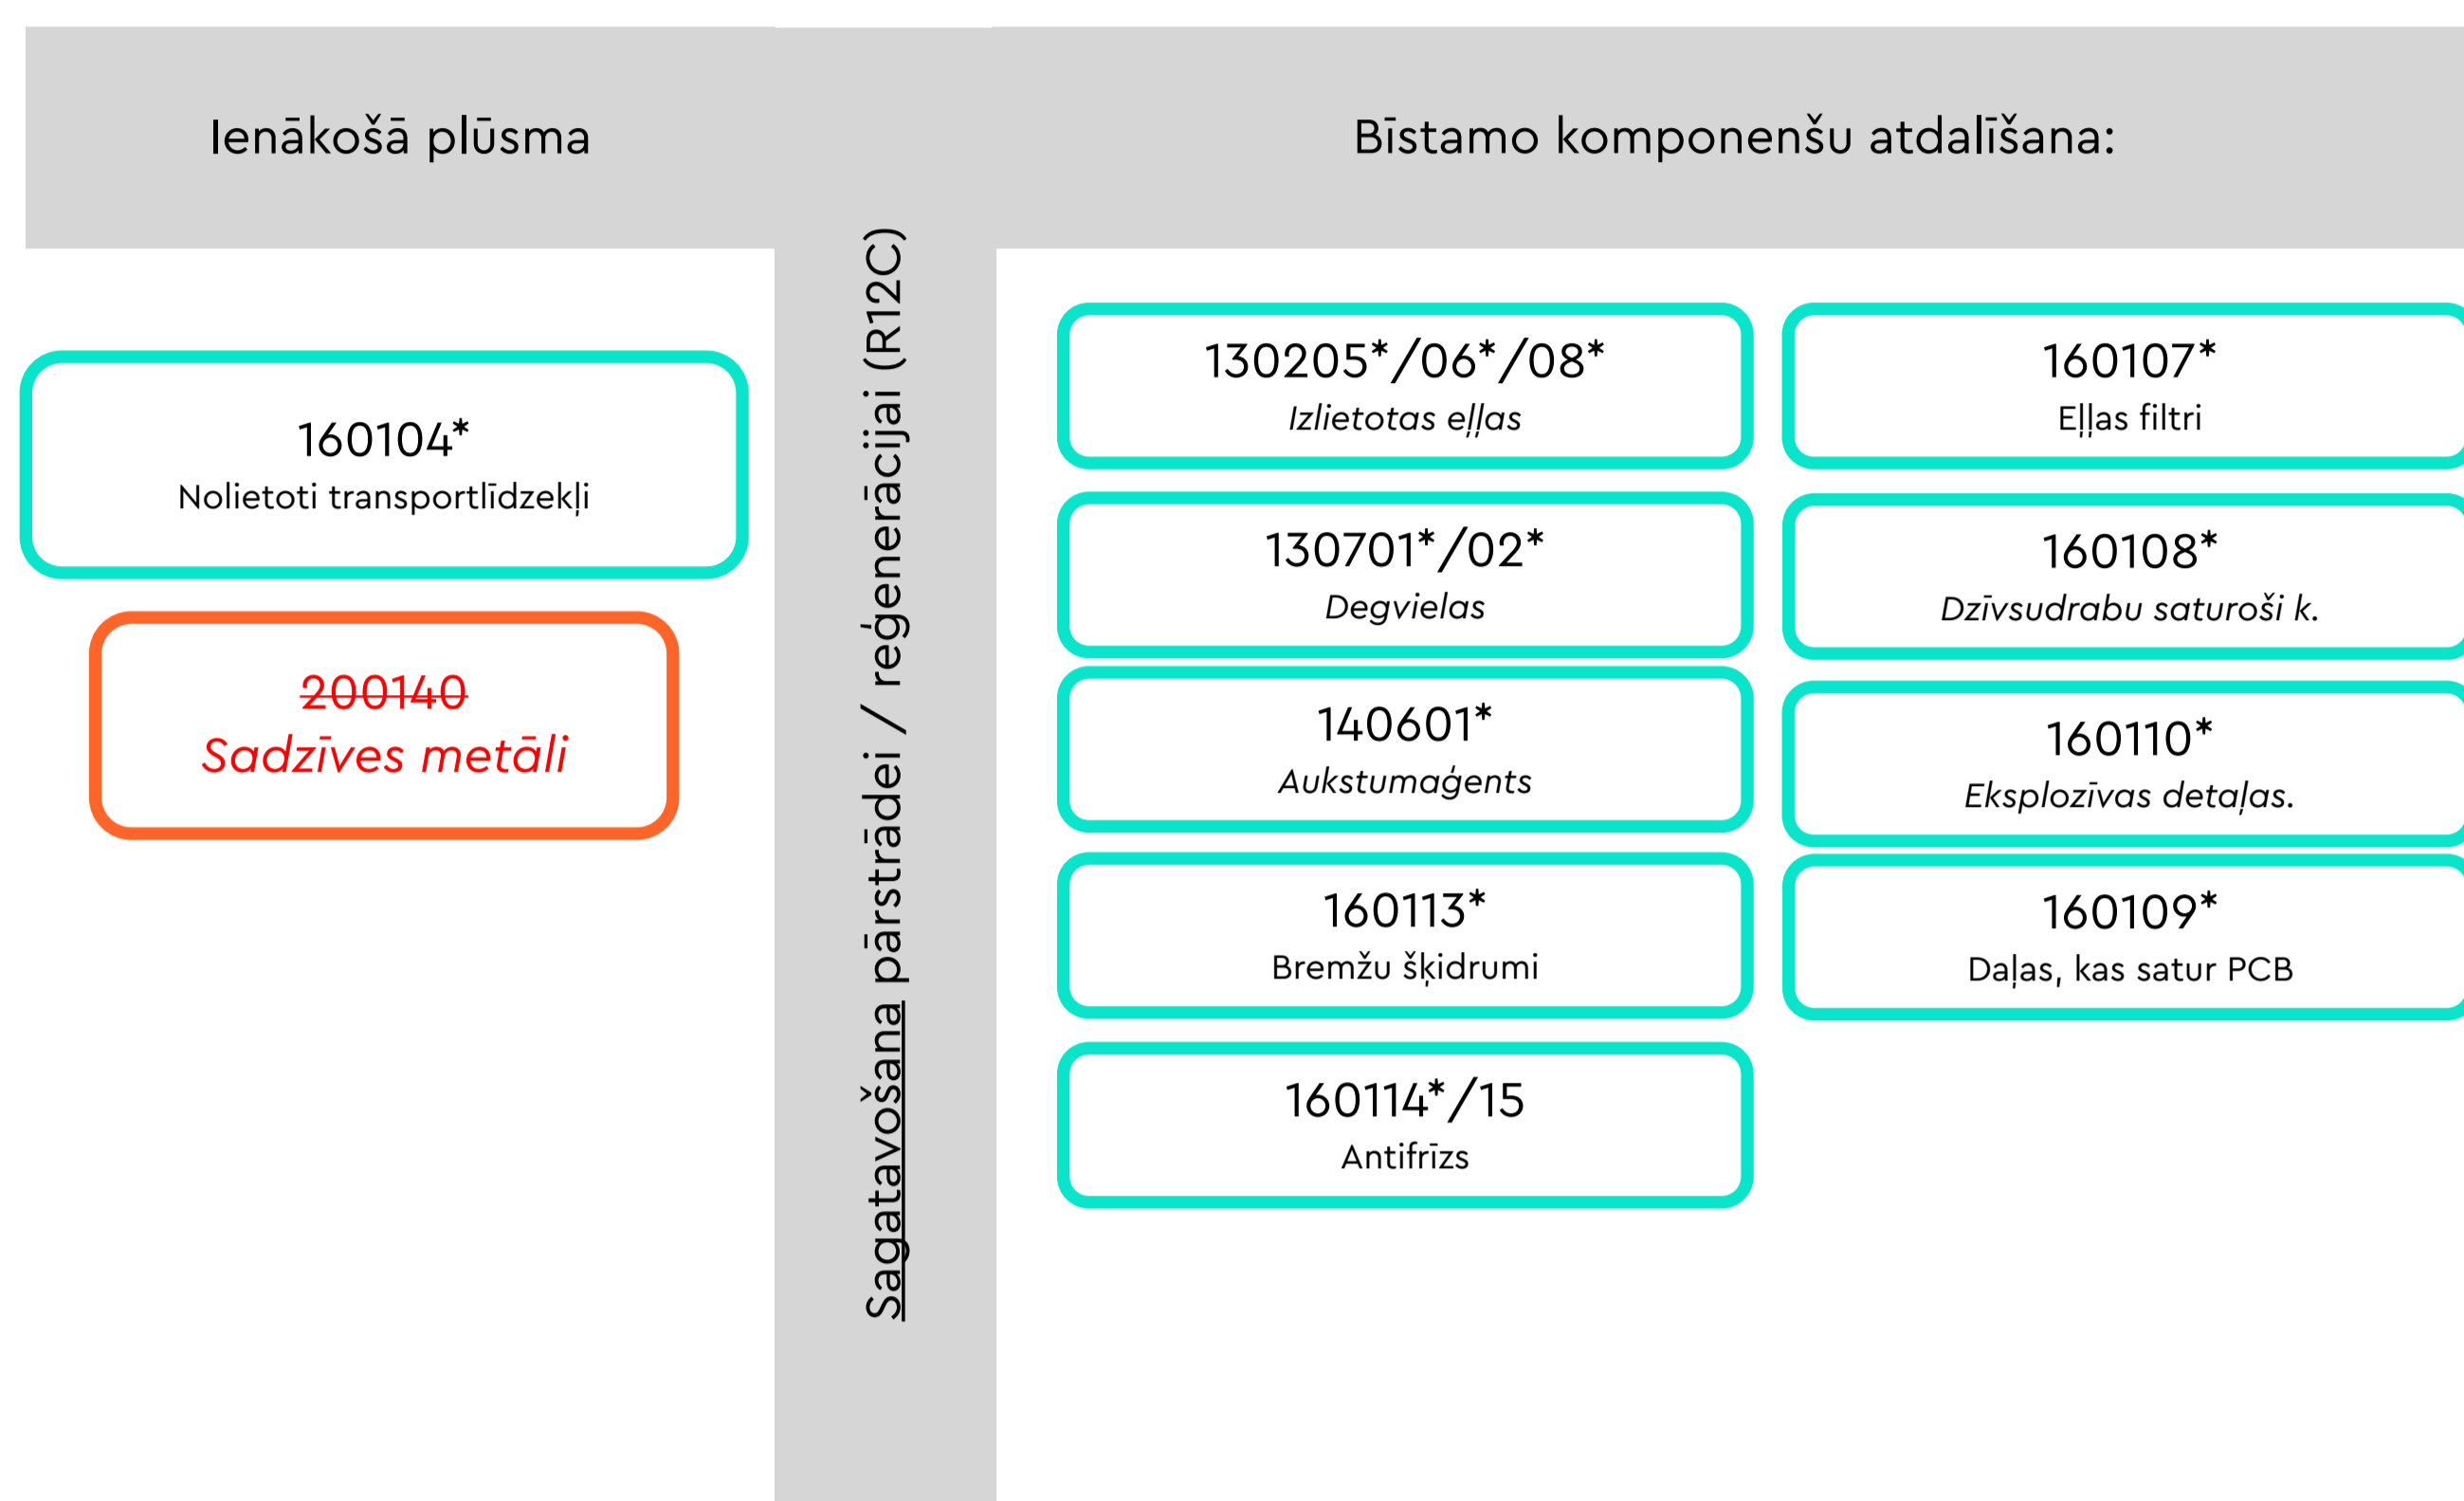 Ienākošā plūsma
160104*
Nolietoti transportlīdzekļi
200140
Sadzīves metāli
Sagatavošana pārstrādei / reģenerācijai (R12C)
Bīstamo komponenšu atdalīšana:
130205*/06*/08*
Izlietotas eļļas
130701*/02*
Degvielas
140601*
Aukstumaģents
160113*
Bremžu šķidrumi
160114*/15
Antifrīzs
160107*
Eļļas filtri
160108*
Dzīvsudrabu saturoši k.
160110*
Eksplozīvas detaļas.
160109*
Daļas, kas satur PCB